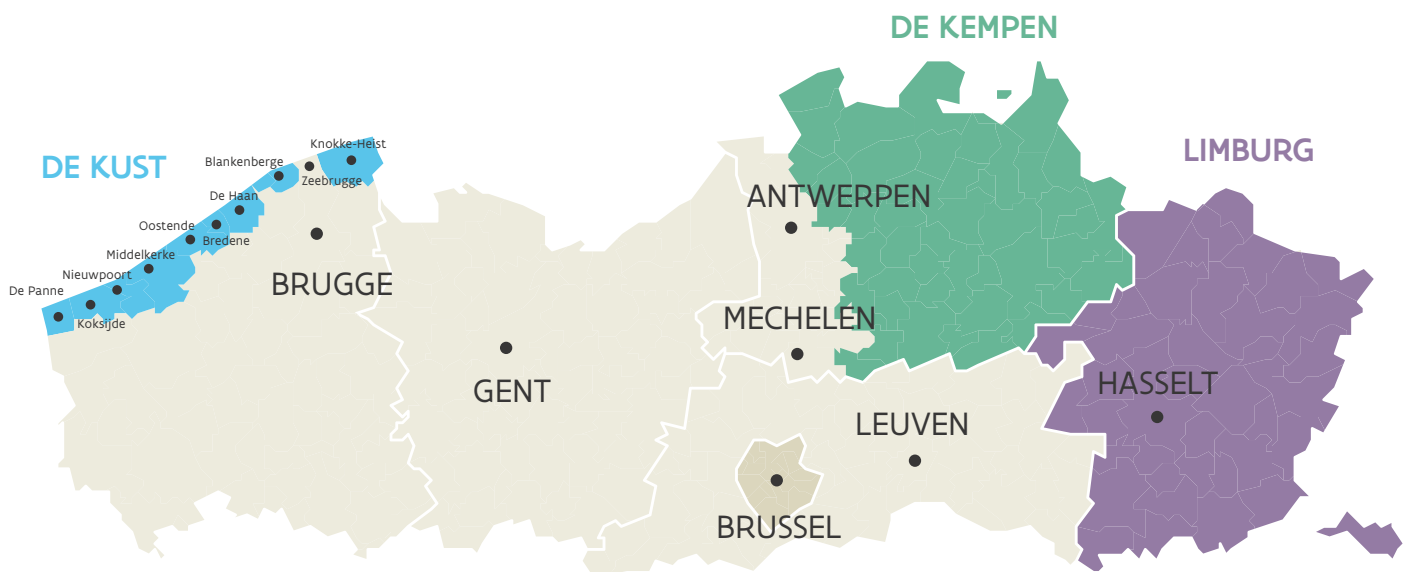 DE KEMPEN
LIMBURG
DE KUST
Knokke-Heist
Blankenberge
Zeebrugge
De Haan
Oostende
Bredene
Middelkerke
Nieuwpoort
De Panne
Koksijde
ANTWERPEN
BRUGGE
MECHELEN
GENT
HASSELT
LEUVEN
BRUSSEL